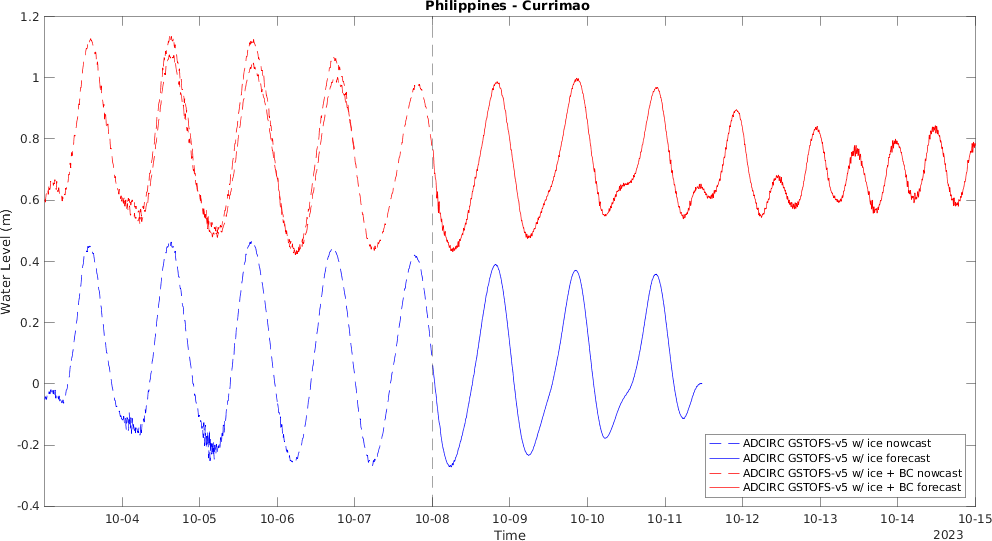 Philippines - Currimao
Water Level (m)
1.2
1
0.8
0.6
0.4
0.2
0
-0.2
-0.4
ADCIRC GSTOFS-v5 w/ ice nowcast
ADCIRC GSTOFS-v5 w/ ice forecast
ADCIRC GSTOFS-v5 w/ ice + BC nowcast
ADCIRC GSTOFS-v5 w/ ice + BC forecast
10-04 10-05 10-06 10-07 10-08 10-09 10-10 10-11 10-12 10-13 10-14 10-15
Time
2023